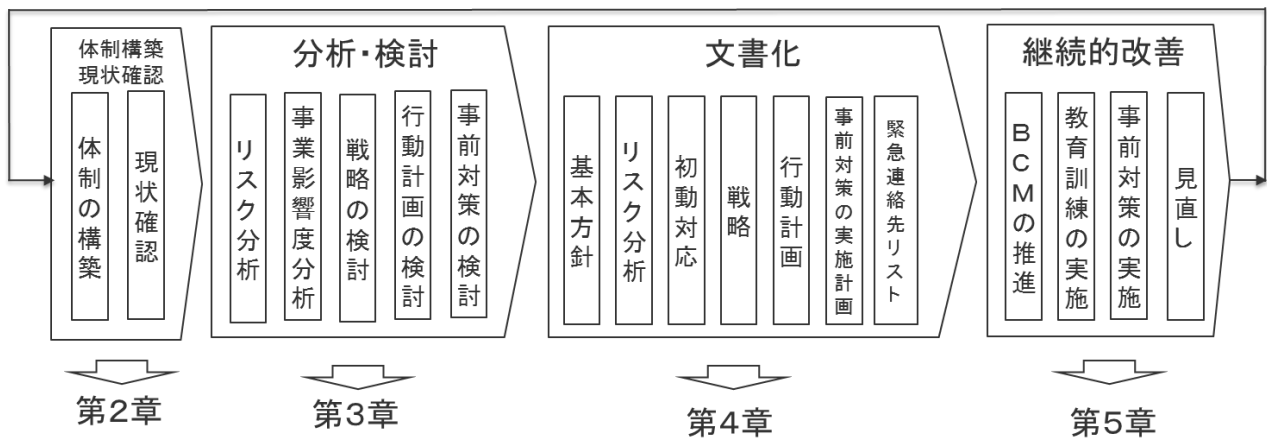 体制構築
現状確認
体制の構築
現状確認
分析・検討
リスク分析
事業影響度分析
戦略の検討
行動計画の検討
事前対策の検討
文書化
基本方針
リスク分析
初動対応
戦略
行動計画
事前対策の実施計画
緊急連絡先リスト
継続的改善
BCMの推進
教育訓練の実施
事前対策の実施
見直し
第2章
第3章
第4章
第5章